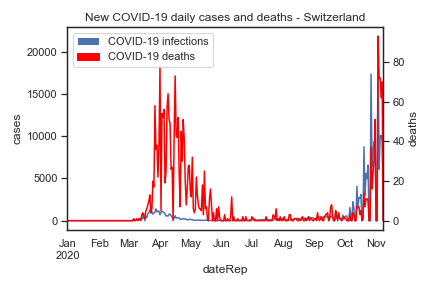 New COVID-19 daily cases and deaths - Switzerland
COVID-19 infections
COVID-19 deaths
20000
15000
10000
5000
0
cases
80
60
40
20
0
deaths
Jan Feb Mar Apr May Jun Jul Aug Sep Oct Nov
2020
dateRep